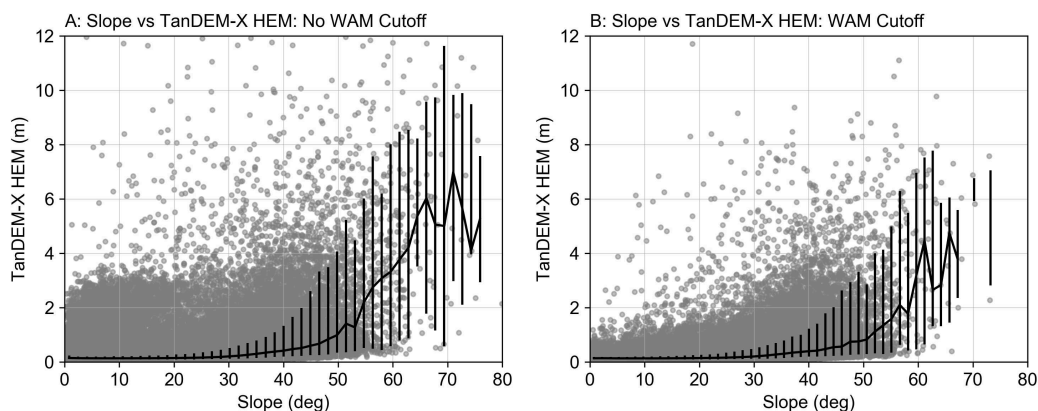 A: Slope vs TanDEM-X HEM: No WAM Cutoff
12
10
8
6
4
2
0
TanDEM-X HEM (m)
0 10 20 30 40 50 60 70 80
Slope (deg)
B: Slope vs TanDEM-X HEM: WAM Cutoff
12
10
8
6
4
2
0
TanDEM-X HEM (m)
0 10 20 30 40 50 60 70 80
Slope (deg)